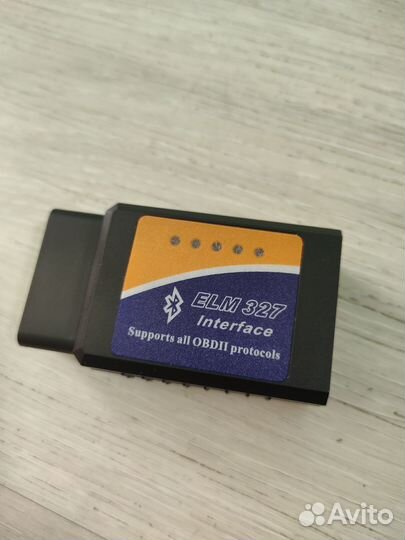 ELM 327
Interface
Supports all OBDII protocols
Avito